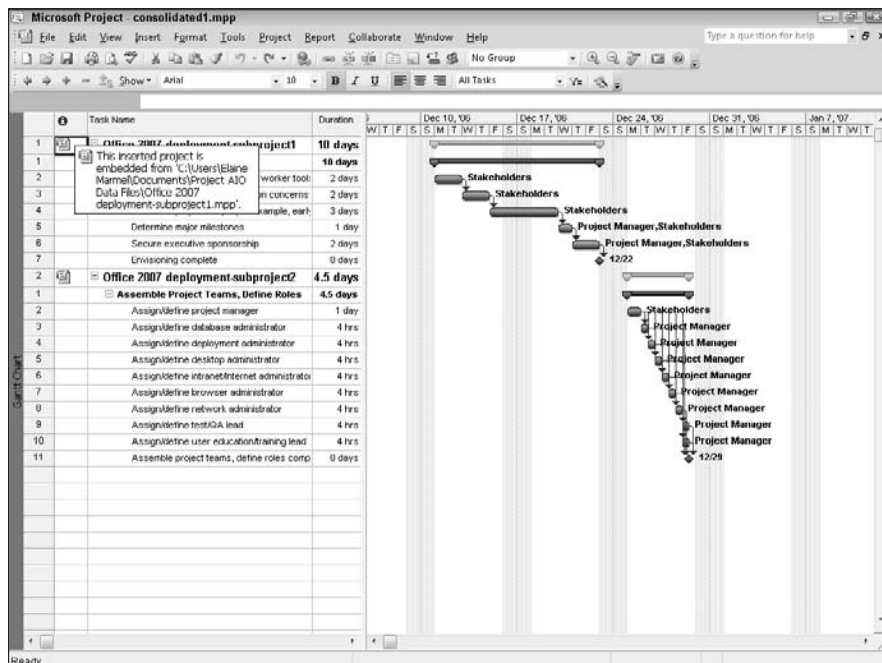 Microsoft Project - consolidated1.mpp
File Edit View Insert Format Tools Project Report Collaborate Window Help
Type a question for help
No Group
Show Arial 10 B I U All Tasks
Task Name Duration
Dec 10, '06 Dec 17, '06 Dec 24, '06 Dec 31, '06 Jan 7, '07
W T F S S M T W T F S S M T W T F S S M T W T F S S M T W T F S S M T W T
1 Office 2007 deployment-subproject1 10 days
This inserted project is
embedded from 'C:\Users\Elaine
Marmel\Documents\Project AIO
Data Files\Office 2007
deployment-subproject1.mpp'.
1 10 days
2 worker tools 2 days Stakeholders
3 concerns 2 days Stakeholders
4 example, early 3 days Stakeholders
5 Determine major milestones 1 day Project Manager,Stakeholders
6 Secure executive sponsorship 2 days Project Manager,Stakeholders
7 Envisioning complete 0 days 12/22
2 Office 2007 deployment-subproject2 4.5 days
1 Assemble Project Teams, Define Roles 4.5 days
2 Assign/define project manager 1 day Stakeholders
3 Assign/define database administrator 4 hrs Project Manager
4 Assign/define deployment administrator 4 hrs Project Manager
5 Assign/define desktop administrator 4 hrs Project Manager
6 Assign/define intranet/internet administrator 4 hrs Project Manager
7 Assign/define browser administrator 4 hrs Project Manager
8 Assign/define network administrator 4 hrs Project Manager
9 Assign/define test/QA lead 4 hrs Project Manager
10 Assign/define user education/training lead 4 hrs Project Manager
11 Assemble project teams, define roles comp 0 days 12/29
Gantt Chart
Ready